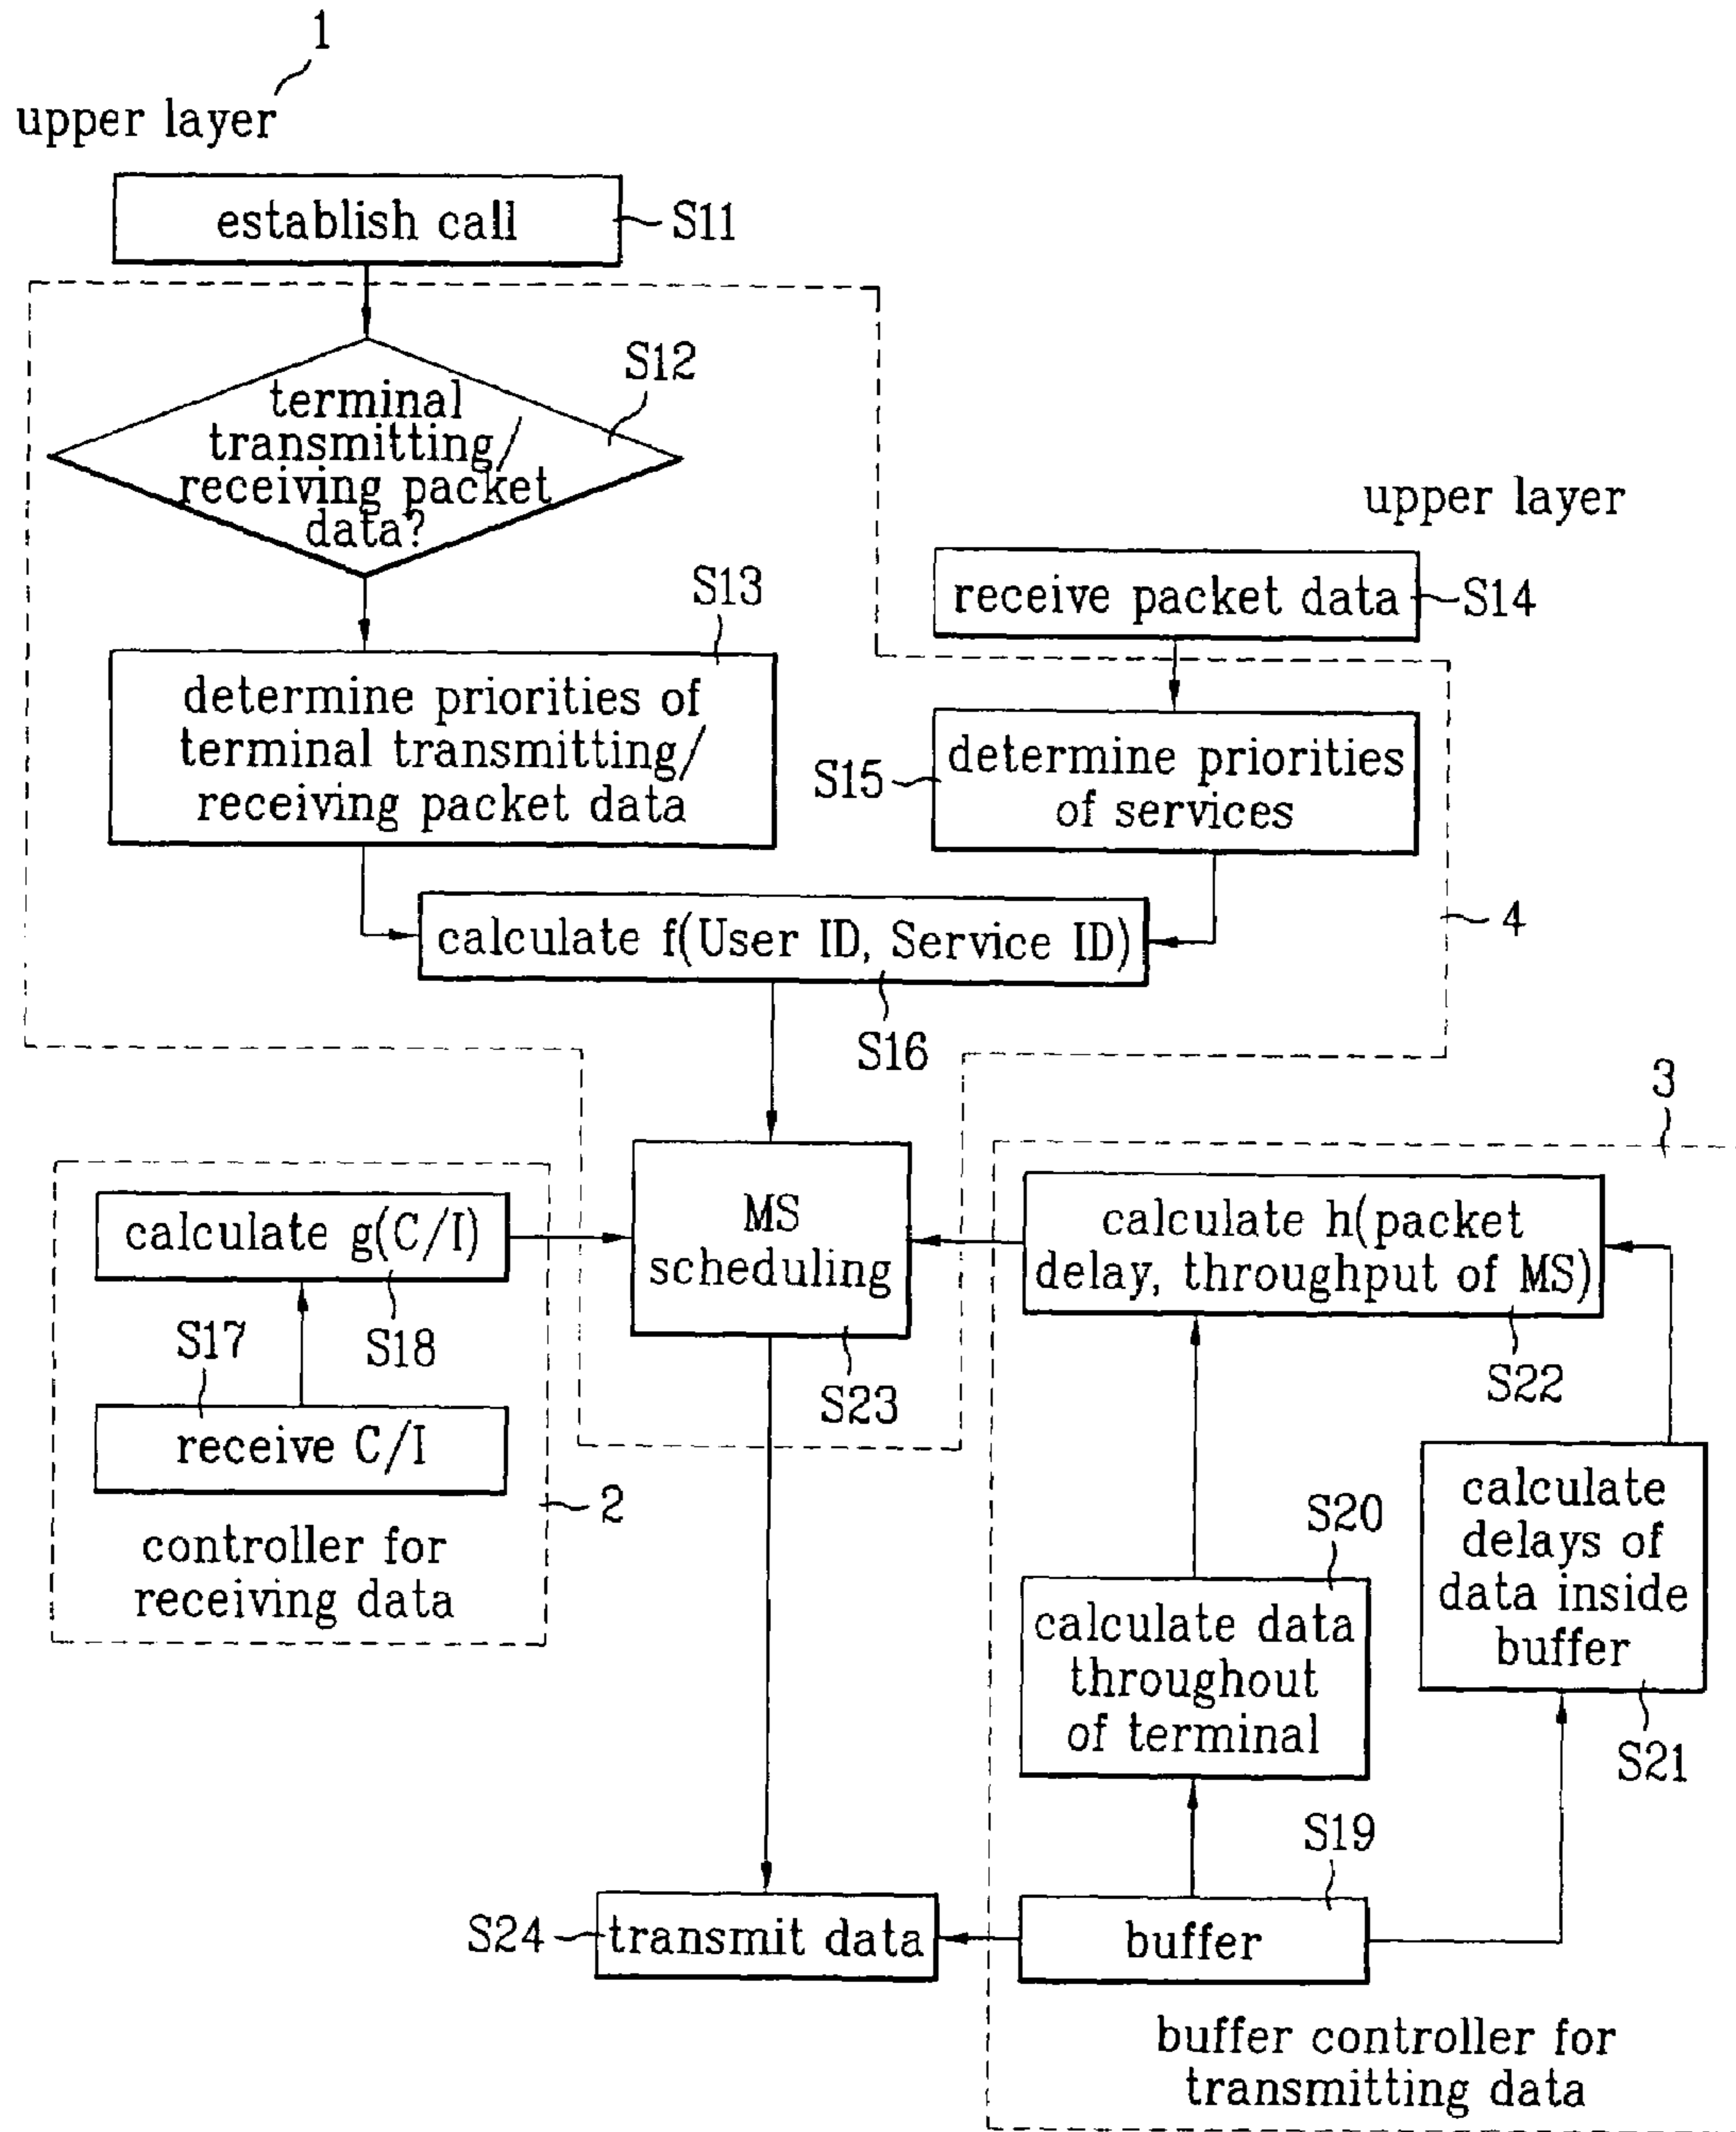 1
upper layer
establish call
S11
S12
terminal
transmitting/
receiving packet
data?
upper layer
receive packet data
S14
S13
determine priorities of
terminal transmitting/
receiving packet data
S15
determine priorities
of services
calculate f(User ID, Service ID)
4
S16
3
MS
scheduling
S23
calculate g(C/I)
S18
S17
receive C/I
2
controller for
receiving data
calculate h(packet
delay, throughput of MS)
S22
calculate
delays of
data inside
buffer
S21
S20
calculate data
throughout
of terminal
S19
buffer
S24
transmit data
buffer controller for
transmitting data